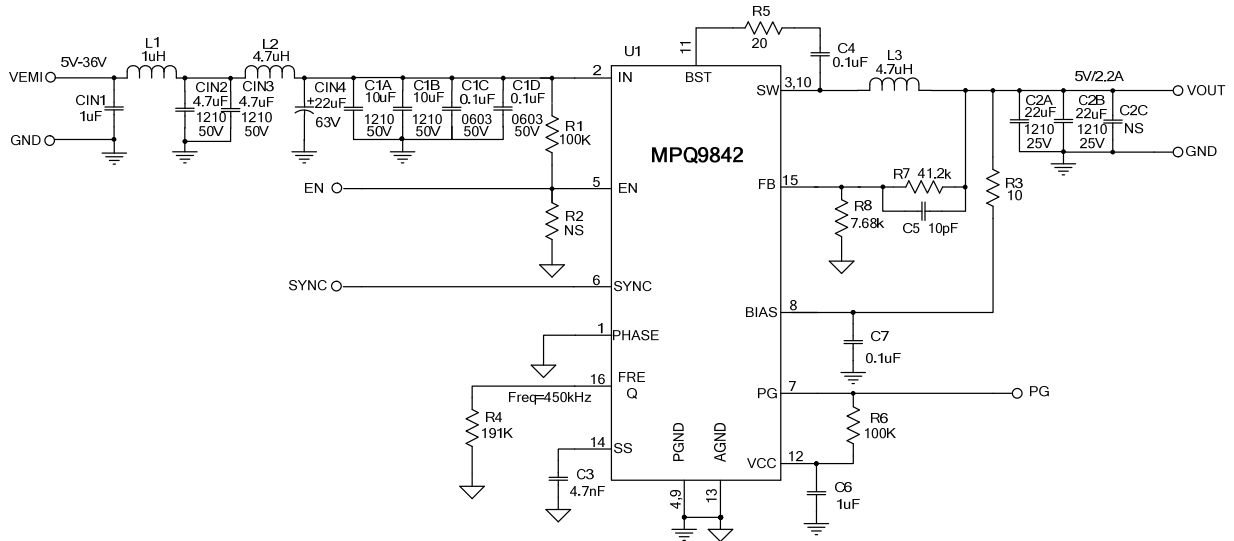 R5
20
11
C4
0.1uF
U1
L1
1uH
L2
4.7uH
L3
4.7uH
5V-36V
VEMI
CIN1
1uF
GND
CIN2
4.7uF
1210
50V
CIN3
4.7uF
1210
50V
CIN4
+
22uF
63V
C1A
10uF
1210
50V
C1B
10uF
1210
50V
C1C
0.1uF
0603
50V
C1D
0.1uF
0603
50V
R1
100K
2
IN
BST
SW
3,10
5V/2.2A
VOUT
C2A
22uF
1210
25V
C2B
22uF
1210
25V
C2C
NS
GND
MPQ9842
EN
5
EN
R2
NS
FB
15
R7
41.2k
R8
7.68k
C5
10pF
R3
10
SYNC
6
SYNC
BIAS
8
C7
0.1uF
1
PHASE
16
FRE
Q
Freq=450kHz
R4
191K
PG
7
PG
R6
100K
14
SS
C3
4.7nF
VCC
12
C6
1uF
PGND
AGND
4,9
13